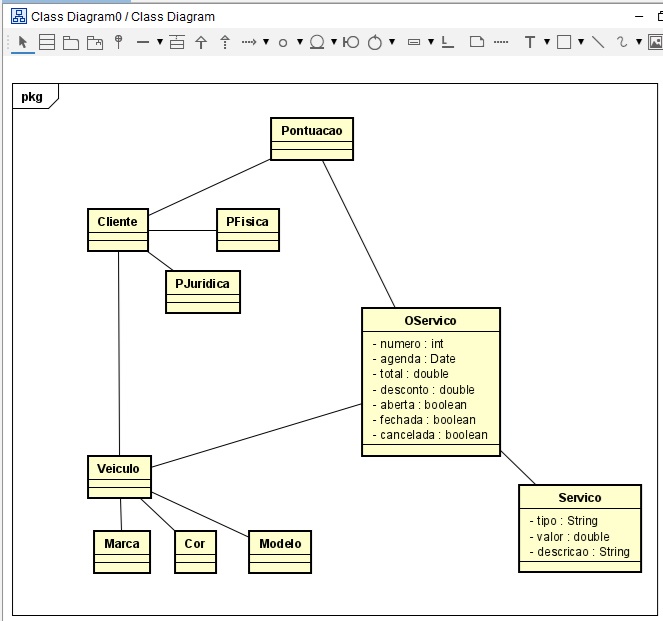 Class Diagram0 / Class Diagram
T
pkg
Pontuacao
Cliente
PFisica
PJuridica
OServico
- numero : int
- agenda : Date
- total : double
- desconto : double
- aberta : boolean
- fechada : boolean
- cancelada : boolean
Veiculo
Servico
- tipo : String
- valor : double
- descricao : String
Marca
Cor
Modelo